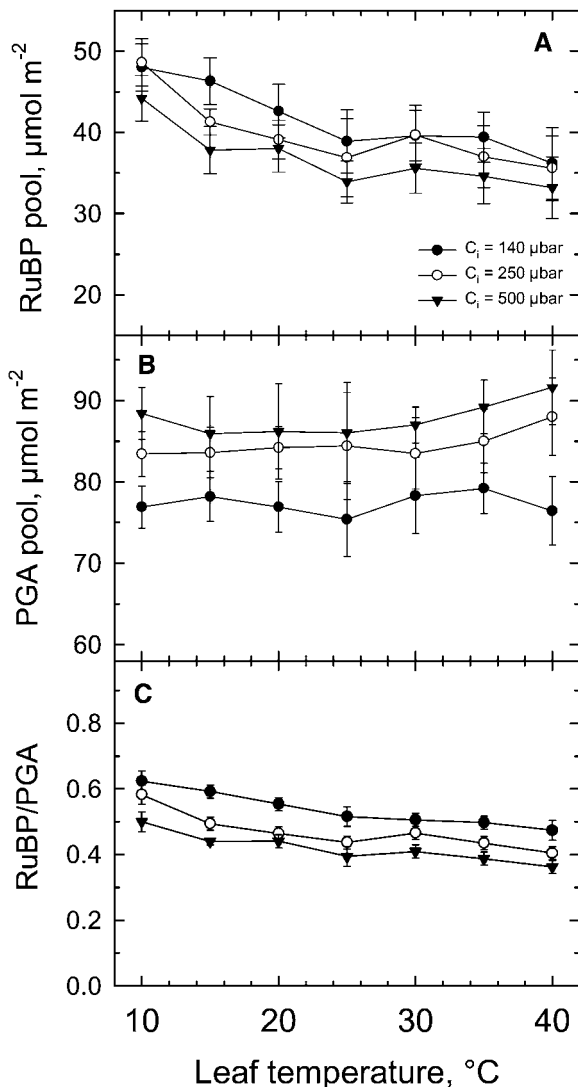 A
RuBP pool, µmol m⁻²
50
40
30
20
Cᵢ = 140 µbar
Cᵢ = 250 µbar
Cᵢ = 500 µbar
B
PGA pool, µmol m⁻²
90
80
70
60
C
RuBP/PGA
0.8
0.6
0.4
0.2
0.0
10 20 30 40
Leaf temperature, °C